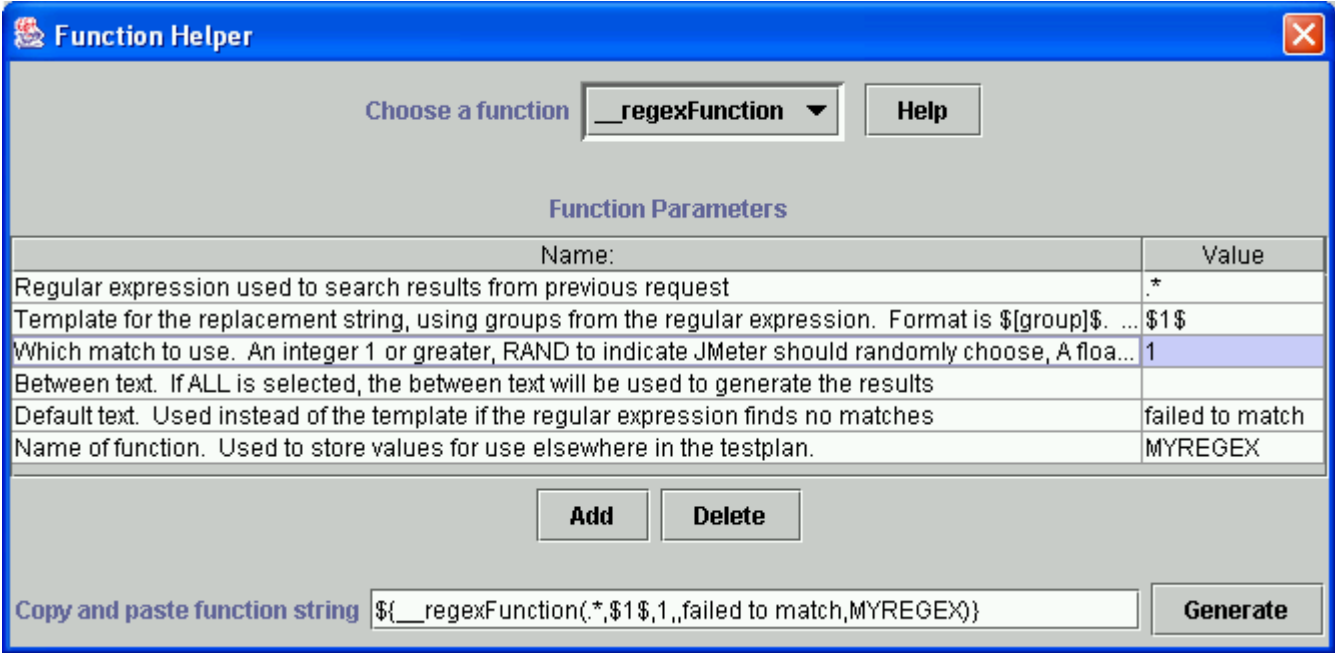 Function Helper
Choose a function __regexFunction Help
Function Parameters
Name: Value
Regular expression used to search results from previous request .*
Template for the replacement string, using groups from the regular expression.  Format is $[group]$.  ... $1$
Which match to use.  An integer 1 or greater, RAND to indicate JMeter should randomly choose, A floa... 1
Between text.  If ALL is selected, the between text will be used to generate the results
Default text.  Used instead of the template if the regular expression finds no matches failed to match
Name of function.  Used to store values for use elsewhere in the testplan. MYREGEX
Add Delete
Copy and paste function string ${__regexFunction(.*,$1$,1,,failed to match,MYREGEX)} Generate